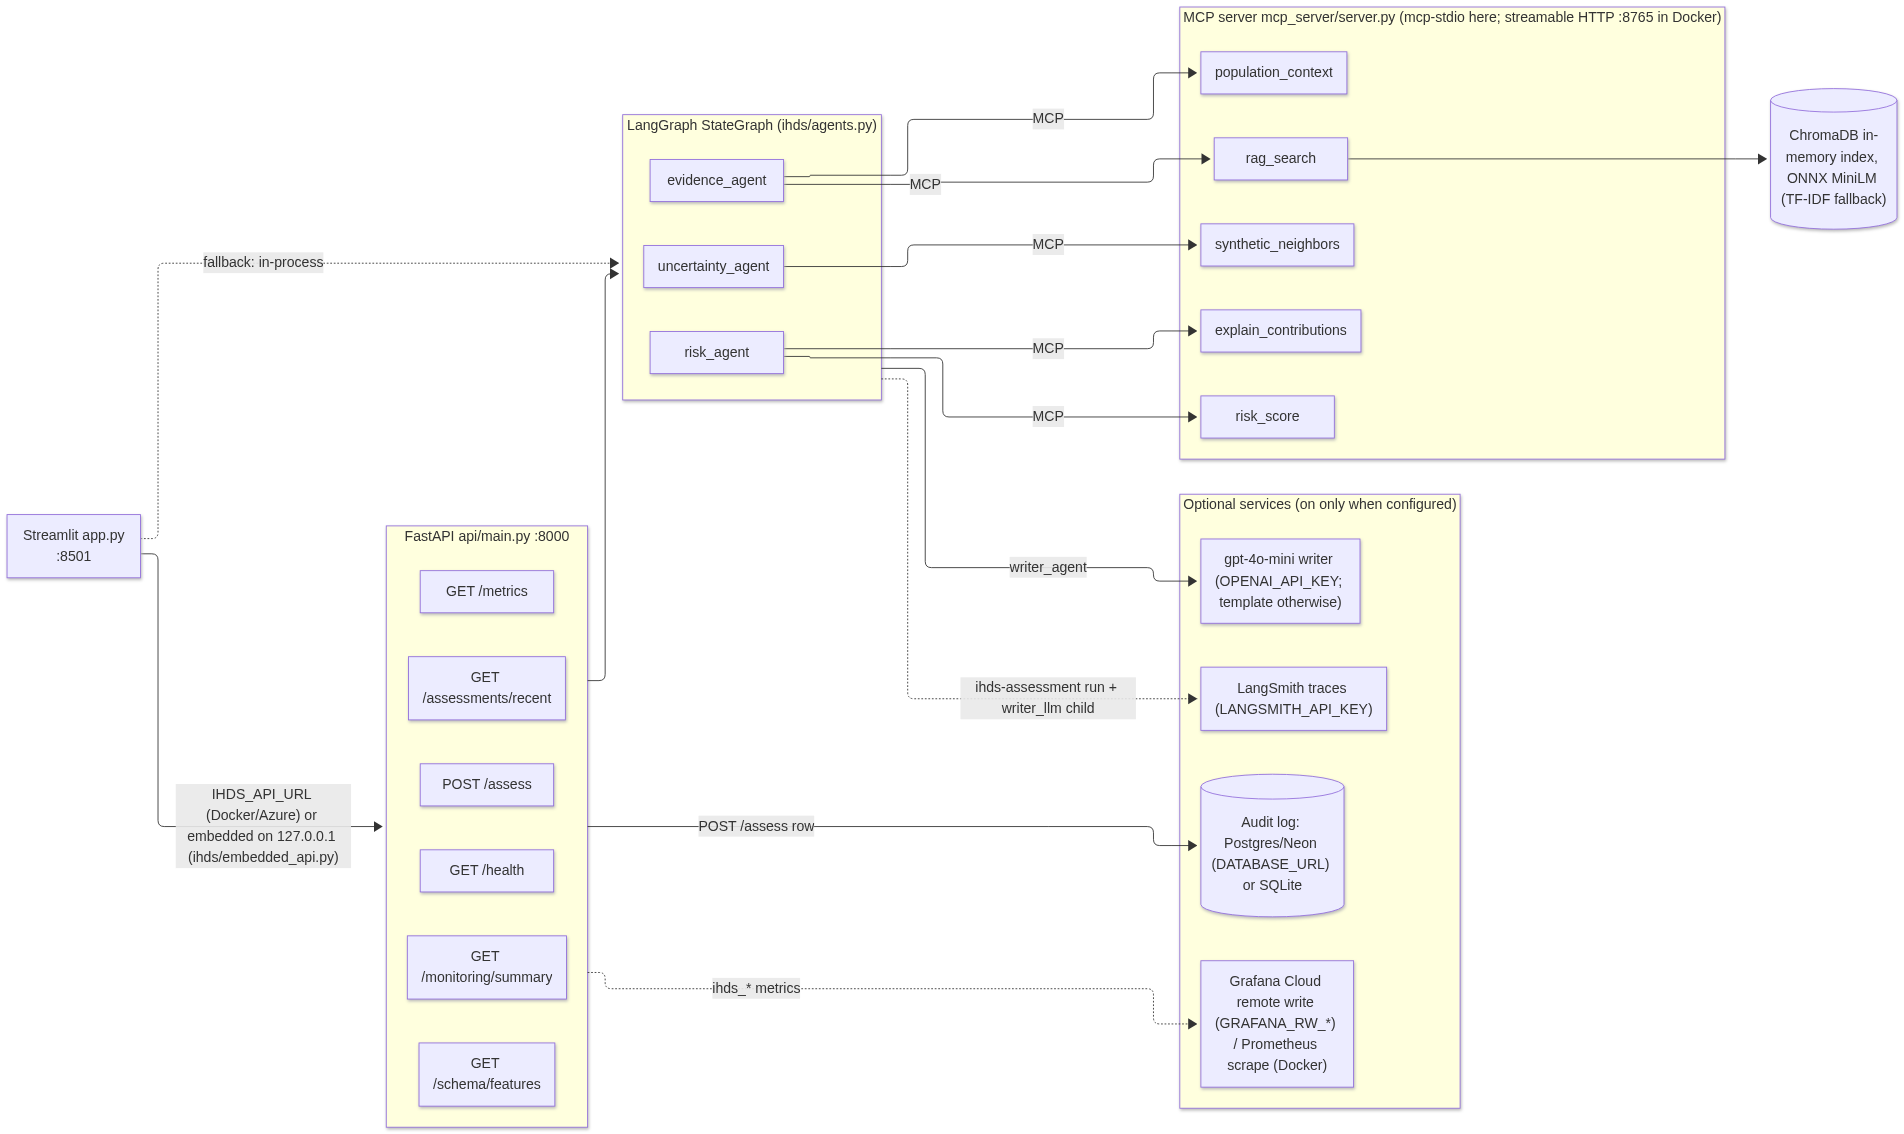 MCP server mcp_server/server.py (mcp-stdio here; streamable HTTP :8765 in Docker)
population_context
rag_search
synthetic_neighbors
explain_contributions
risk_score
ChromaDB in-
memory index,
ONNX MiniLM
(TF-IDF fallback)
LangGraph StateGraph (ihds/agents.py)
evidence_agent
uncertainty_agent
risk_agent
MCP
MCP
MCP
MCP
MCP
fallback: in-process
Streamlit app.py
:8501
IHDS_API_URL
(Docker/Azure) or
embedded on 127.0.0.1
(ihds/embedded_api.py)
FastAPI api/main.py :8000
GET /metrics
GET
/assessments/recent
POST /assess
GET /health
GET
/monitoring/summary
GET
/schema/features
writer_agent
ihds-assessment run +
writer_llm child
POST /assess row
ihds_* metrics
Optional services (on only when configured)
gpt-4o-mini writer
(OPENAI_API_KEY;
template otherwise)
LangSmith traces
(LANGSMITH_API_KEY)
Audit log:
Postgres/Neon
(DATABASE_URL)
or SQLite
Grafana Cloud
remote write
(GRAFANA_RW_*)
/ Prometheus
scrape (Docker)